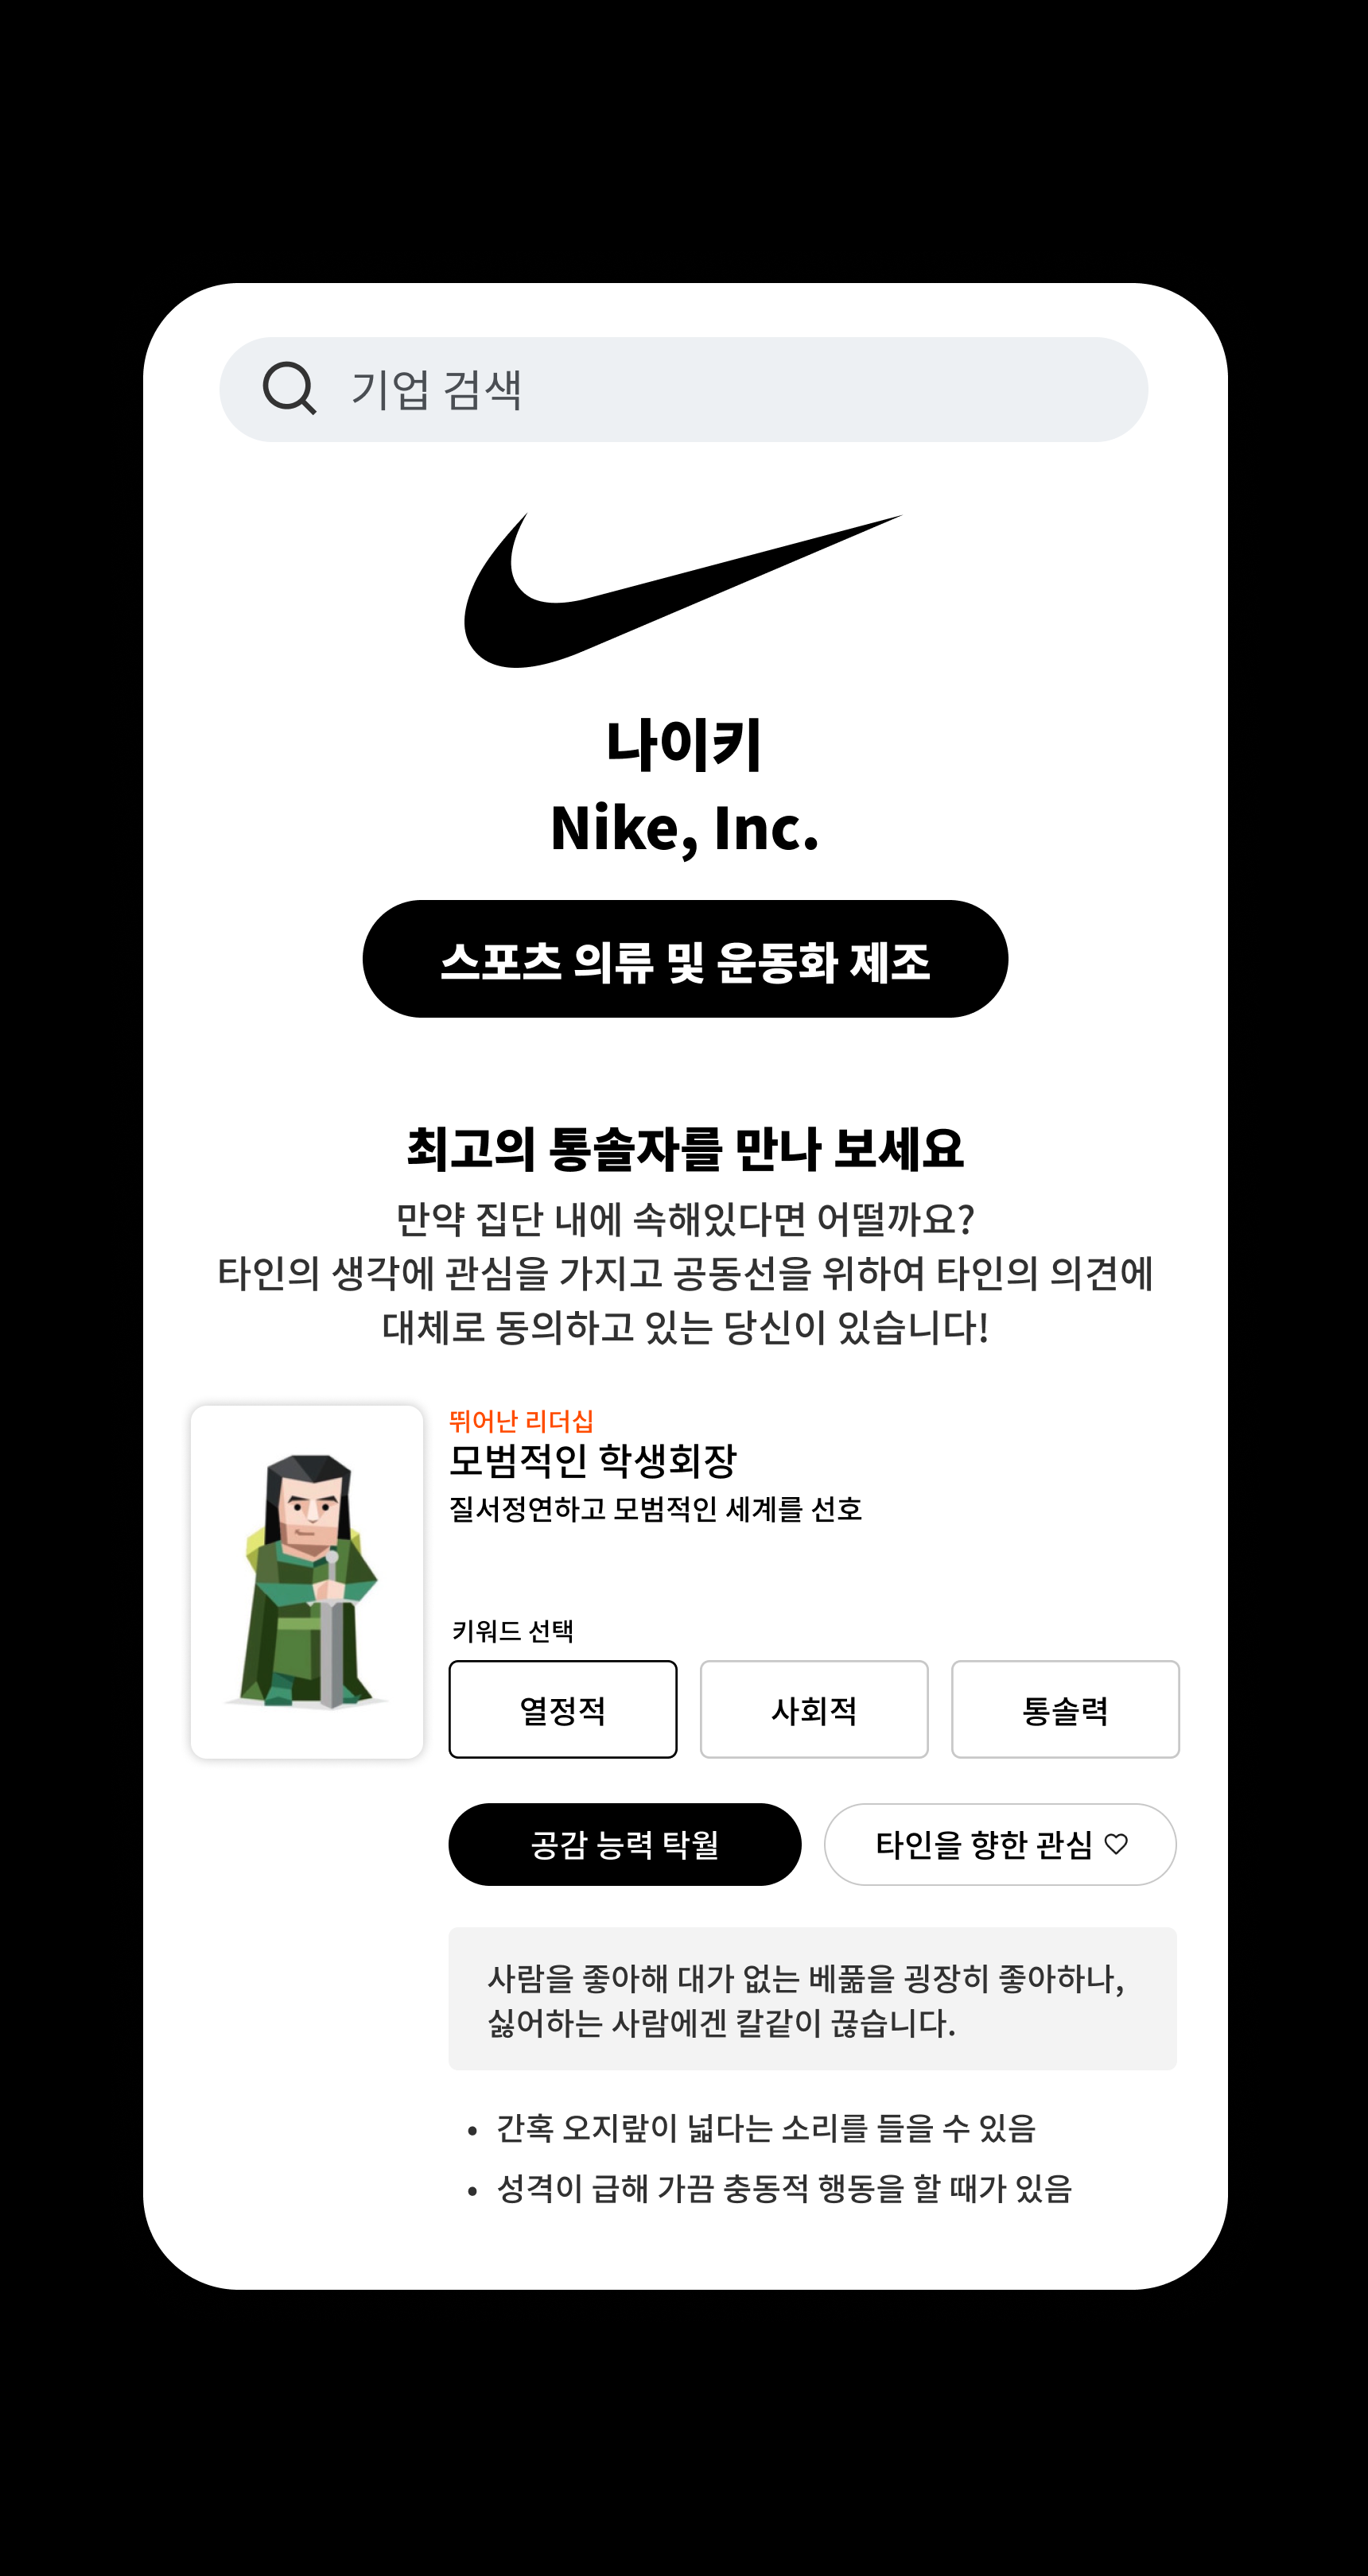 기업 검색
나이키
Nike, Inc.
스포츠 의류 및 운동화 제조
최고의 통솔자를 만나 보세요
만약 집단 내에 속해있다면 어떨까요?
타인의 생각에 관심을 가지고 공동선을 위하여 타인의 의견에
대체로 동의하고 있는 당신이 있습니다!
뛰어난 리더십
모범적인 학생회장
질서정연하고 모범적인 세계를 선호
키워드 선택
열정적 사회적 통솔력
공감 능력 탁월 타인을 향한 관심 ♡
사람을 좋아해 대가 없는 베풂을 굉장히 좋아하나,
싫어하는 사람에겐 칼같이 끊습니다.
• 간혹 오지랖이 넓다는 소리를 들을 수 있음
• 성격이 급해 가끔 충동적 행동을 할 때가 있음